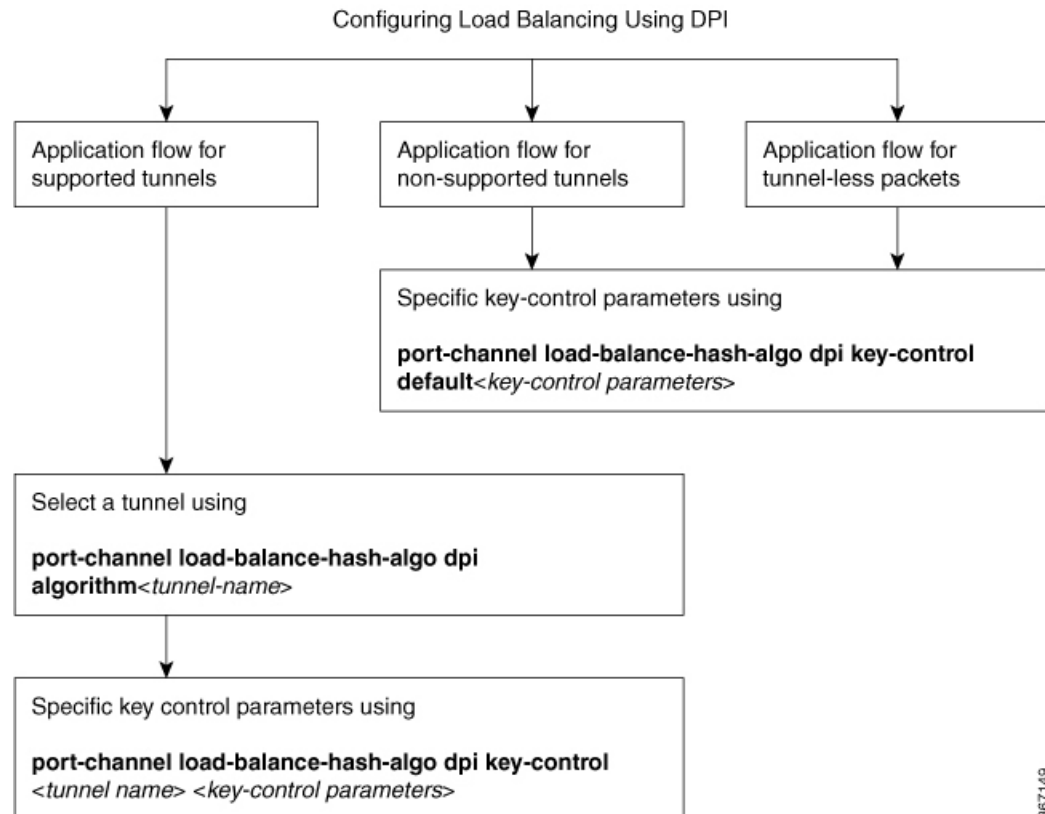 Configuring Load Balancing Using DPI
Application flow for
supported tunnels
Application flow for
non-supported tunnels
Application flow for
tunnel-less packets
Specific key-control parameters using
port-channel load-balance-hash-algo dpi key-control
default<key-control parameters>
Select a tunnel using
port-channel load-balance-hash-algo dpi
algorithm<tunnel-name>
Specific key control parameters using
port-channel load-balance-hash-algo dpi key-control
<tunnel name> <key-control parameters>